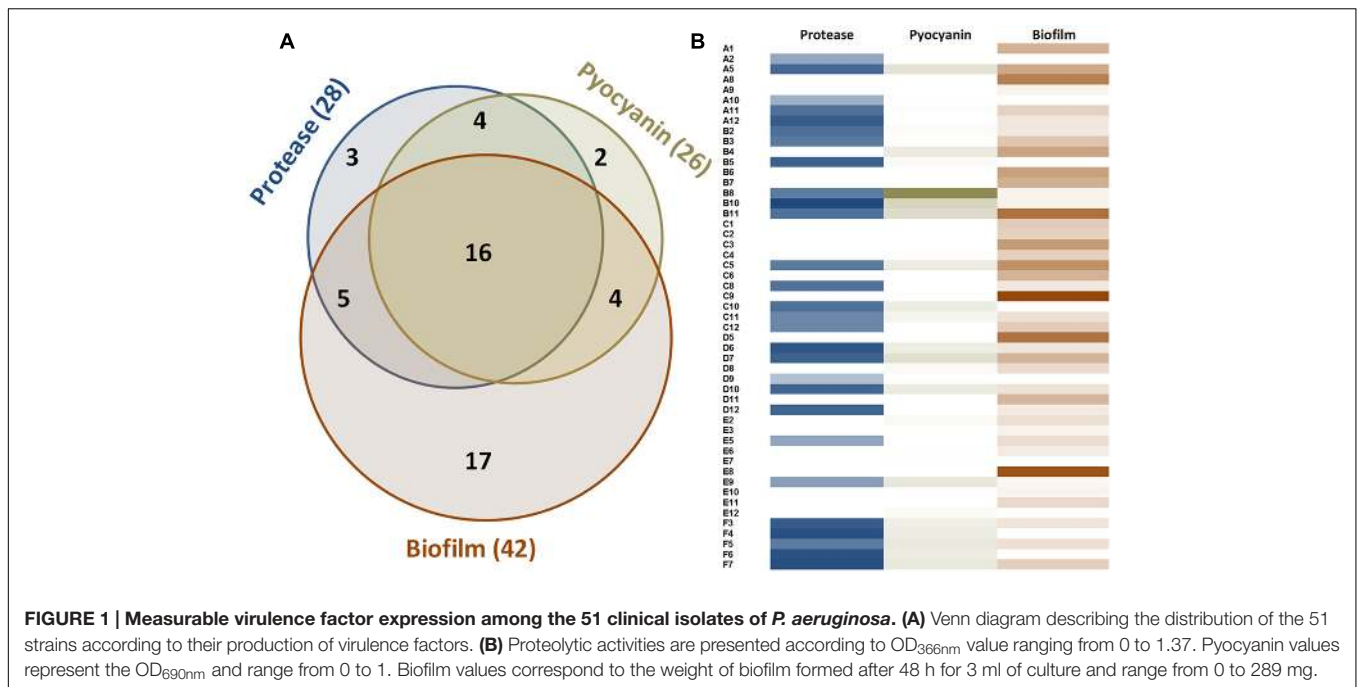 A
Protease (28)
Pyocyanin (26)
4
3
2
16
5
4
17
Biofilm (42)
B
Protease Pyocyanin Biofilm
A1
A2
A5
A8
A9
A10
A11
A12
B2
B3
B4
B5
B6
B7
B8
B10
B11
C1
C2
C3
C4
C5
C6
C8
C9
C10
C11
C12
D5
D6
D7
D8
D9
D10
D11
D12
E2
E3
E5
E6
E7
E8
E9
E10
E11
E12
F3
F4
F5
F6
F7
FIGURE 1 | Measurable virulence factor expression among the 51 clinical isolates of P. aeruginosa. (A) Venn diagram describing the distribution of the 51
strains according to their production of virulence factors. (B) Proteolytic activities are presented according to OD366nm value ranging from 0 to 1.37. Pyocyanin values
represent the OD690nm and range from 0 to 1. Biofilm values correspond to the weight of biofilm formed after 48 h for 3 ml of culture and range from 0 to 289 mg.